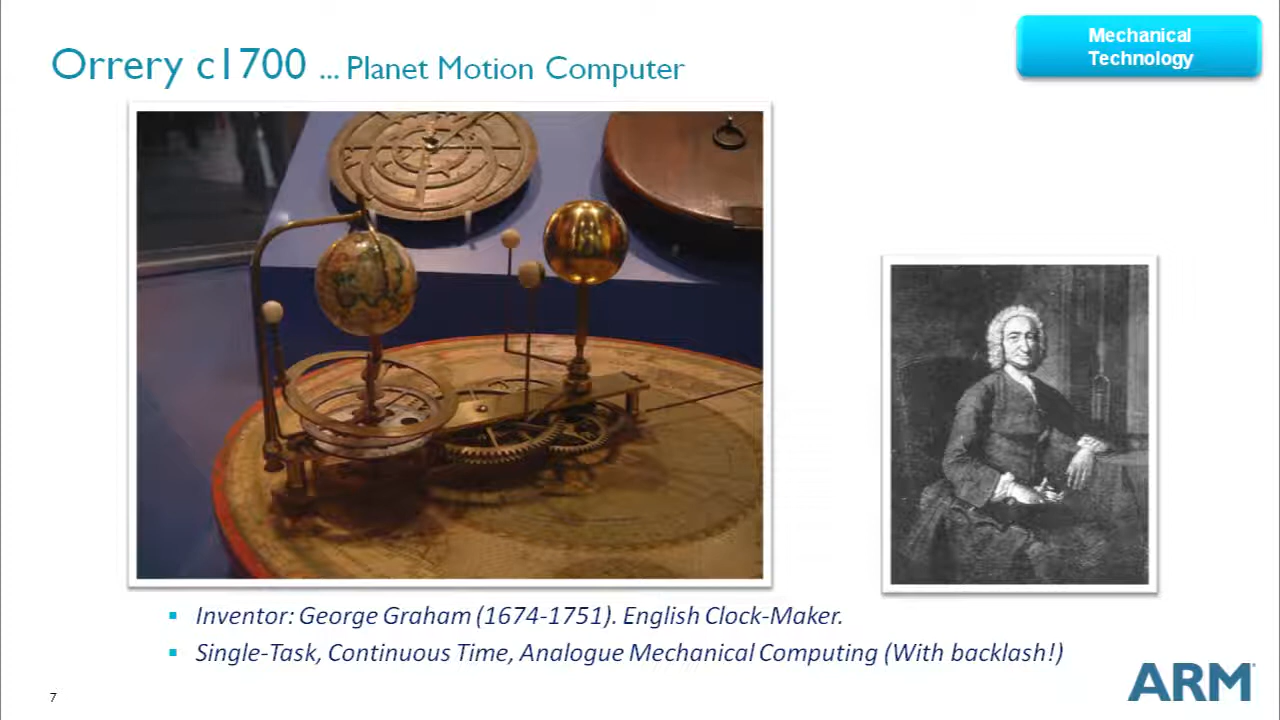 Orrery c1700 ... Planet Motion Computer
Mechanical
Technology
▪ Inventor: George Graham (1674-1751). English Clock-Maker.
▪ Single-Task, Continuous Time, Analogue Mechanical Computing (With backlash!)
7
ARM